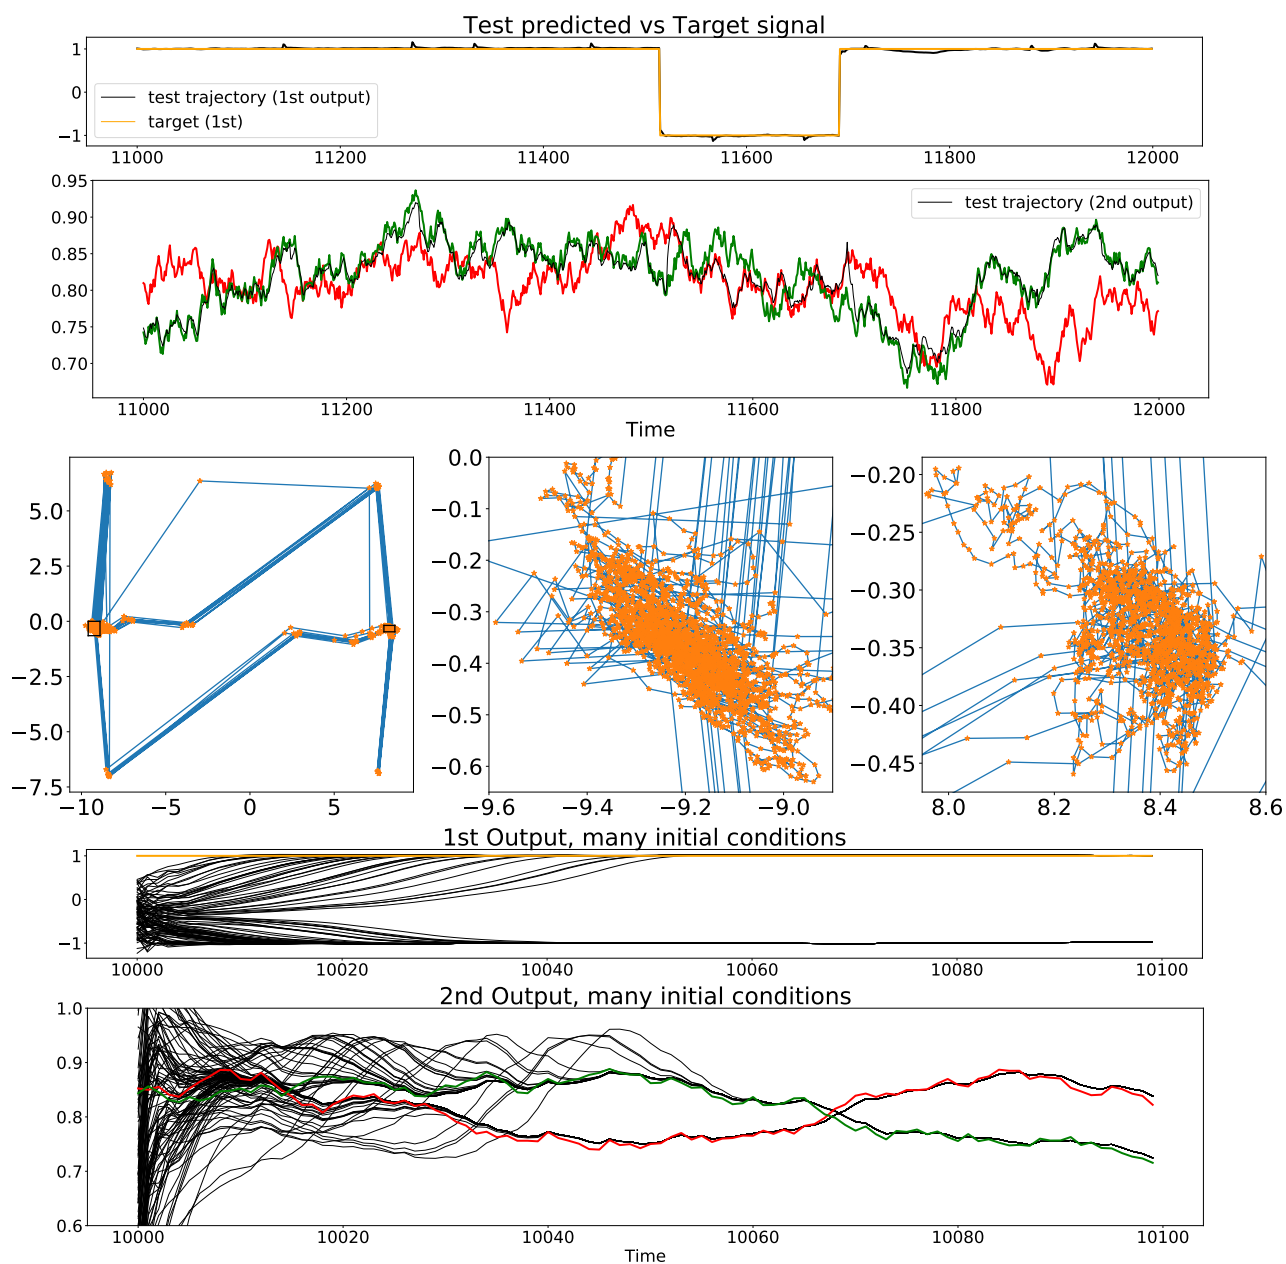 Test predicted vs Target signal
1
0
−1
test trajectory (1st output)
target (1st)
11000 11200 11400 11600 11800 12000
0.95
0.90
0.85
0.80
0.75
0.70
test trajectory (2nd output)
11000 11200 11400 11600 11800 12000
Time
5.0
2.5
0.0
−2.5
−5.0
−7.5
−10 −5 0 5
0.0
−0.1
−0.2
−0.3
−0.4
−0.5
−0.6
−9.6 −9.4 −9.2 −9.0
−0.20
−0.25
−0.30
−0.35
−0.40
−0.45
8.0 8.2 8.4 8.6
1st Output, many initial conditions
1
0
−1
10000 10020 10040 10060 10080 10100
2nd Output, many initial conditions
1.0
0.9
0.8
0.7
0.6
10000 10020 10040 10060 10080 10100
Time